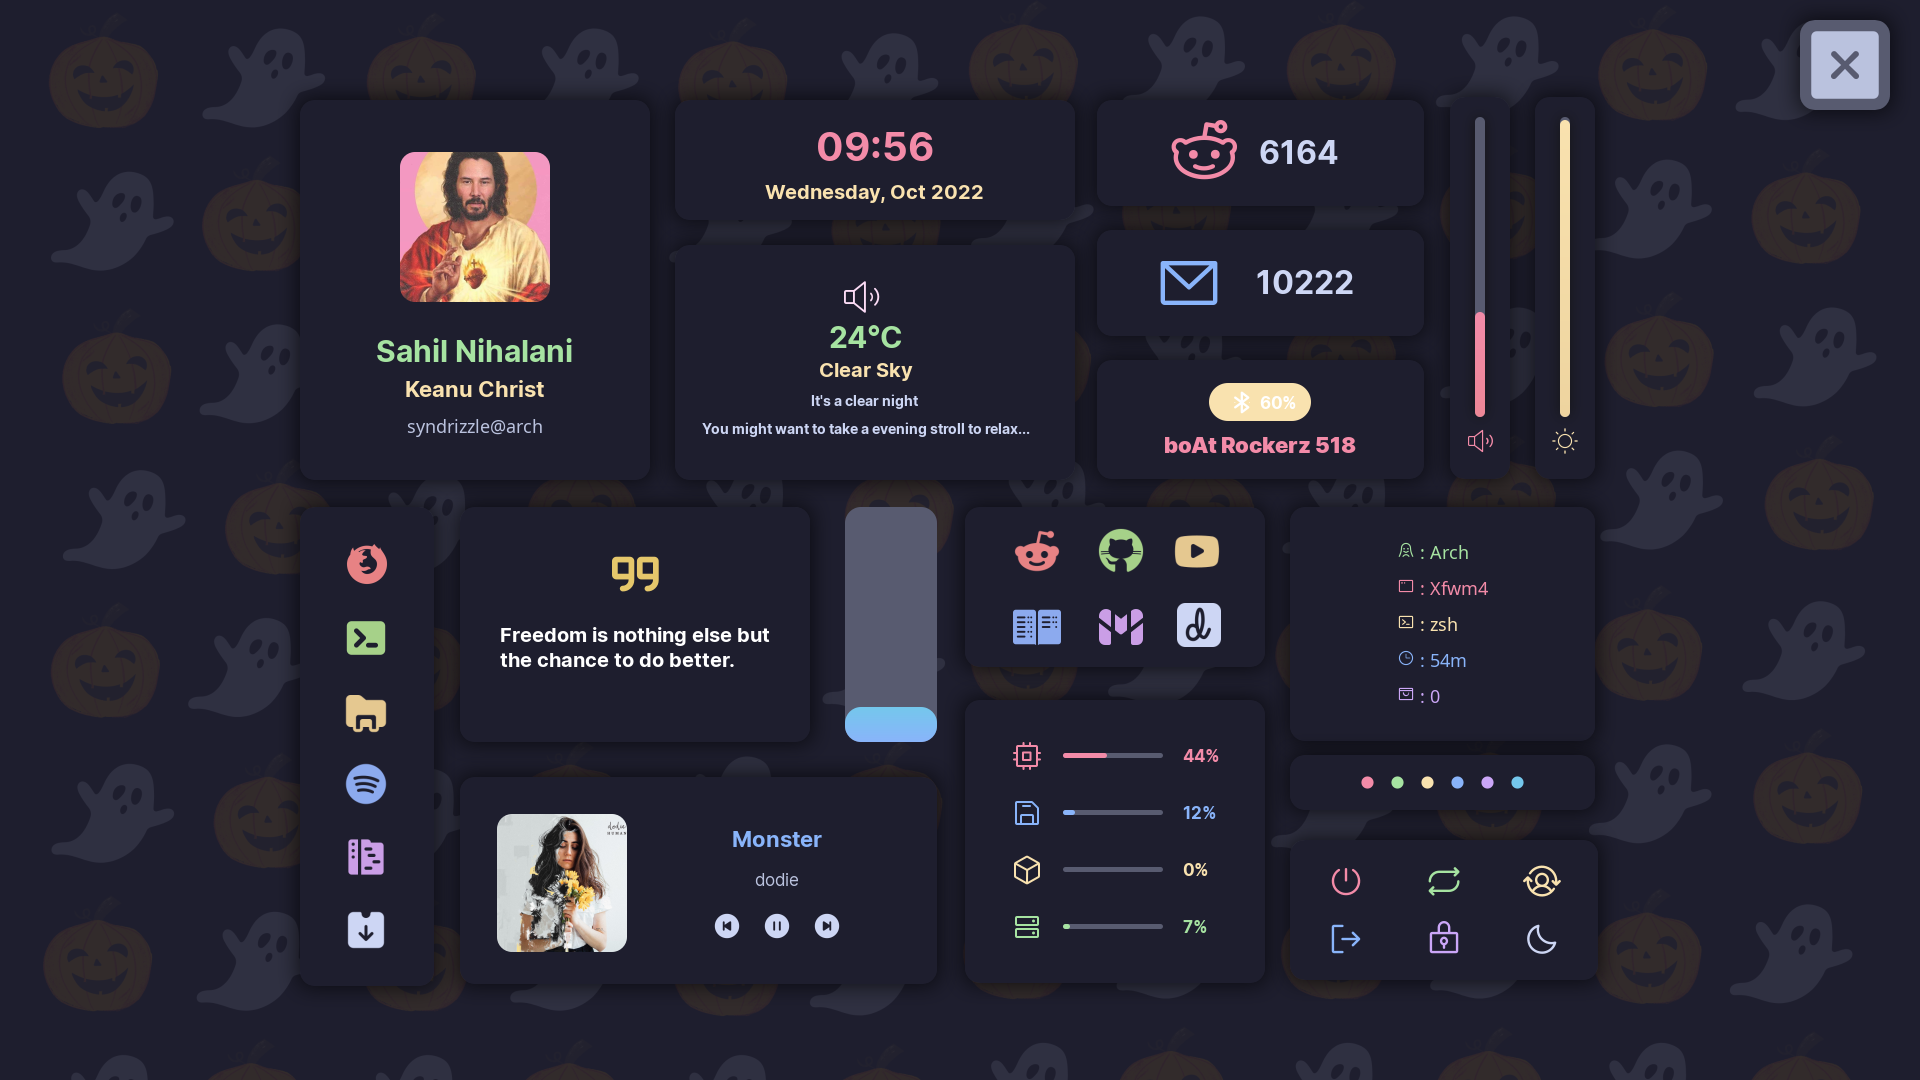 Sahil Nihalani
Keanu Christ
syndrizzle@arch
09:56
Wednesday, Oct 2022
24°C
Clear Sky
It's a clear night
You might want to take a evening stroll to relax...
6164
10222
60%
boAt Rockerz 518
Freedom is nothing else but
the chance to do better.
Monster
dodie
44%
12%
0%
7%
: Arch
: Xfwm4
: zsh
: 54m
: 0